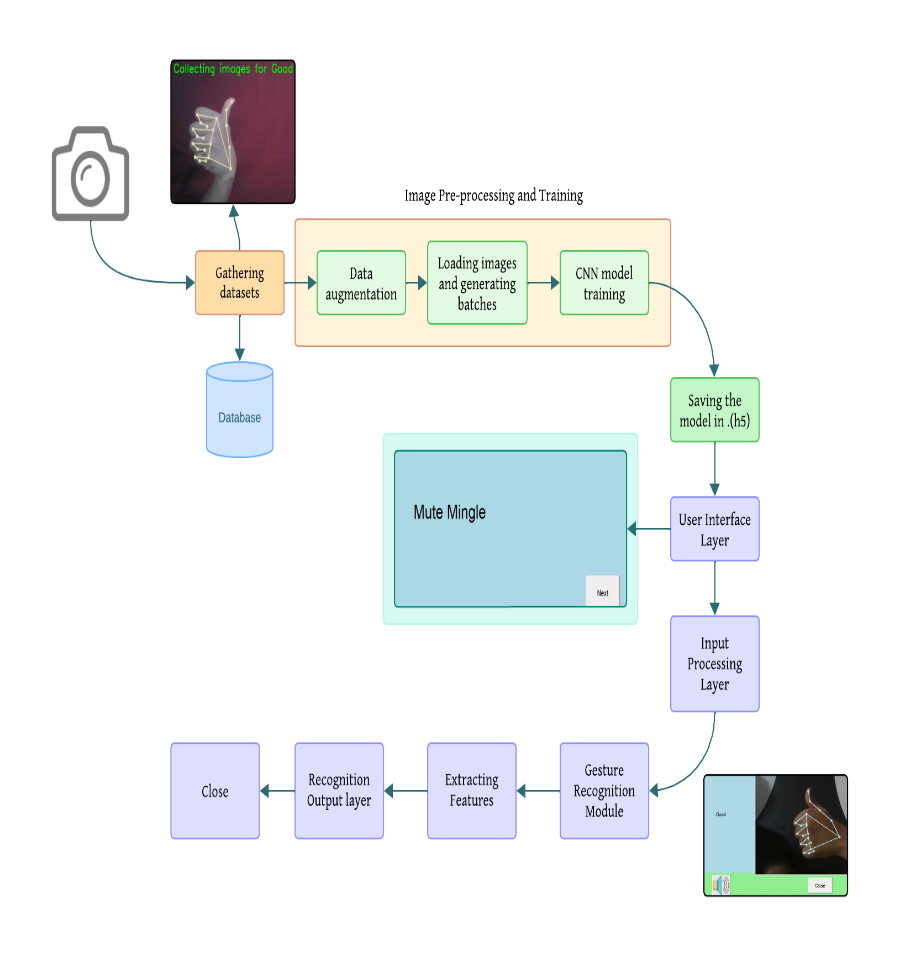 Collecting images for Good
Image Pre-processing and Training
Gathering
datasets
Data
augmentation
Loading images
and generating
batches
CNN model
training
Database
Saving the
model in .(h5)
Mute Mingle
Next
User Interface
Layer
Input
Processing
Layer
Close
Recognition
Output layer
Extracting
Features
Gesture
Recognition
Module
Close